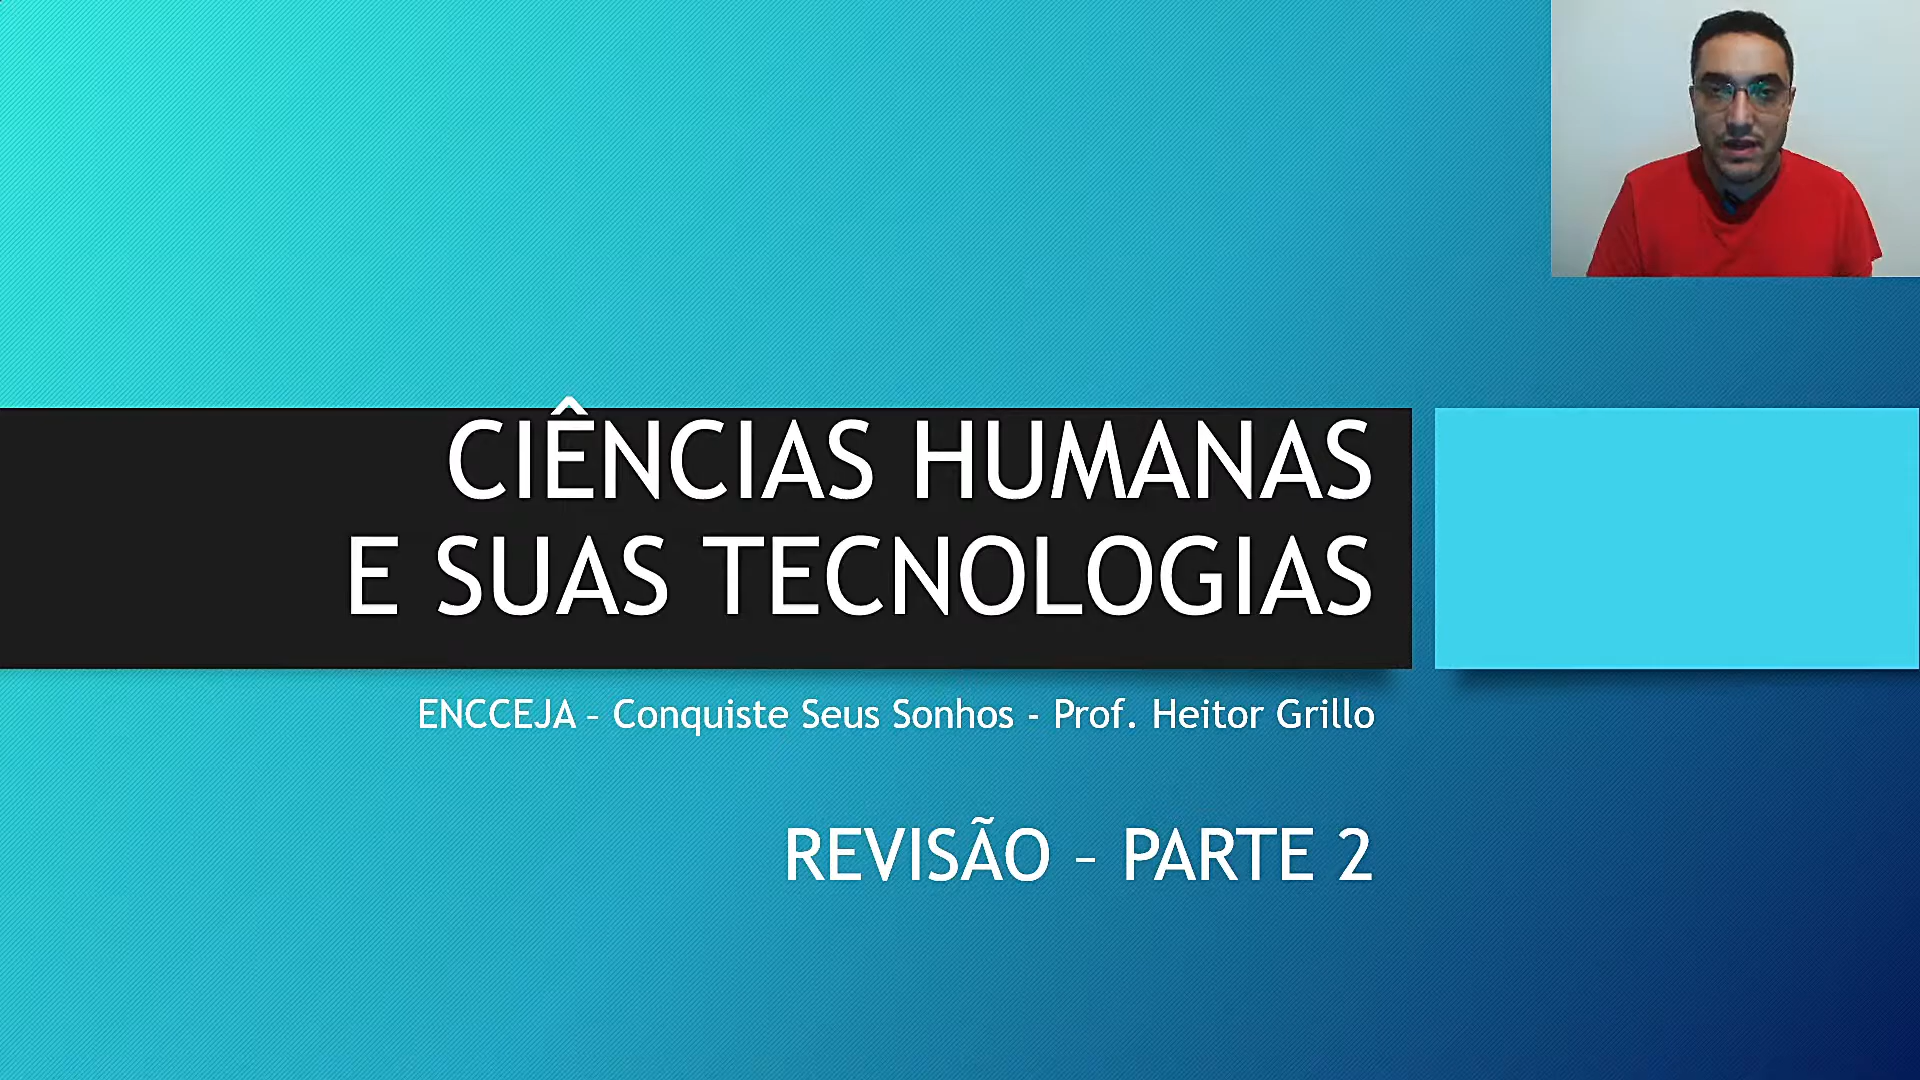 CIÊNCIAS HUMANAS
E SUAS TECNOLOGIAS
ENCCEJA – Conquiste Seus Sonhos - Prof. Heitor Grillo
REVISÃO – PARTE 2